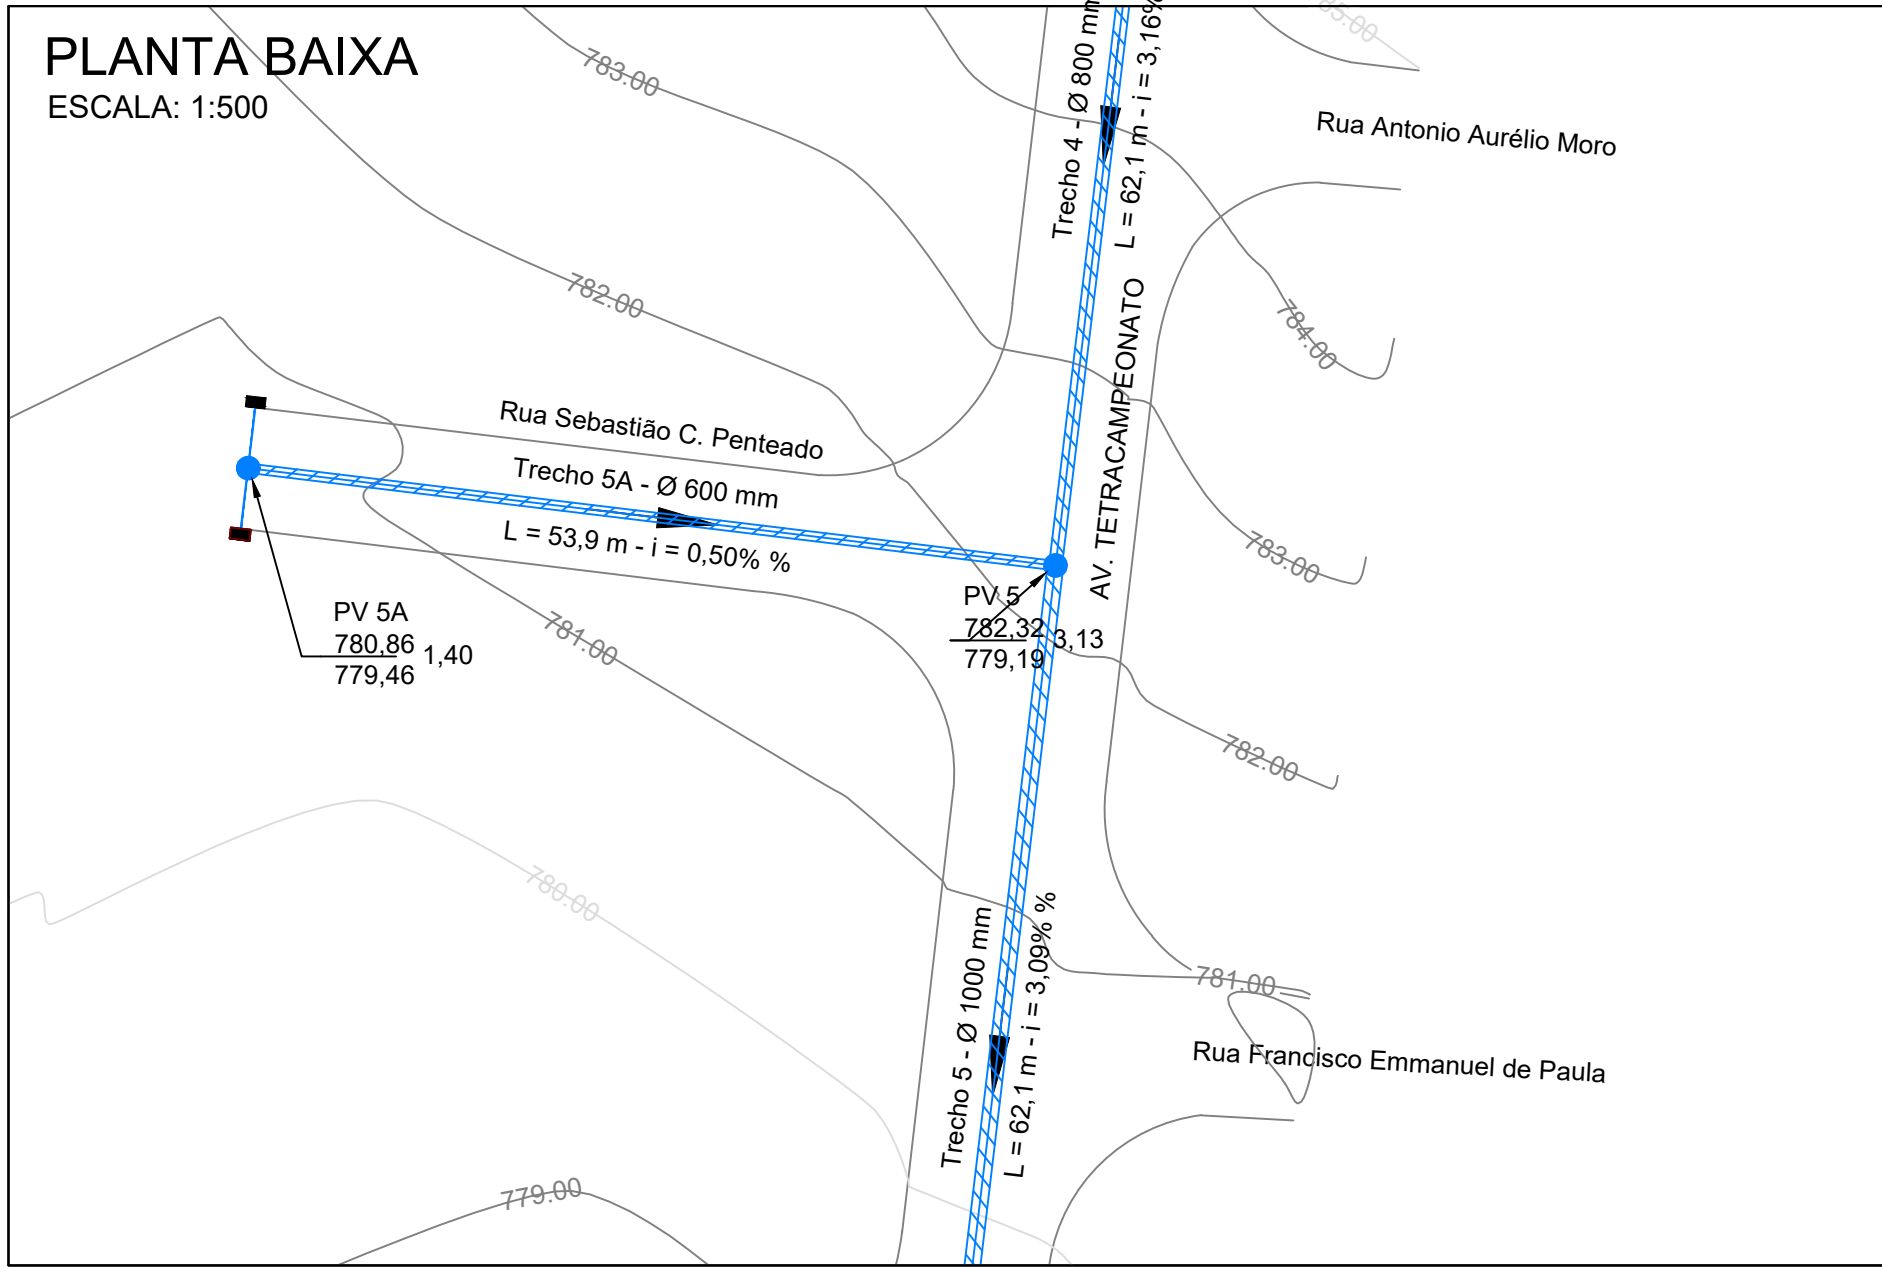 PLANTA BAIXA
ESCALA: 1:500
783.00
785.00
Trecho 4 - Ø 800 mm
L = 62,1 m - i = 3,16%
Rua Antonio Aurélio Moro
782.00
784.00
AV. TETRACAMPEONATO
Rua Sebastião C. Penteado
Trecho 5A - Ø 600 mm
L = 53,9 m - i = 0,50% %
783.00
PV 5A
780,86
1,40
779,46
781.00
PV 5
782,32
3,13
779,19
782.00
780.00
Trecho 5 - Ø 1000 mm
L = 62,1 m - i = 3,09% %
781.00
Rua Francisco Emmanuel de Paula
779.00